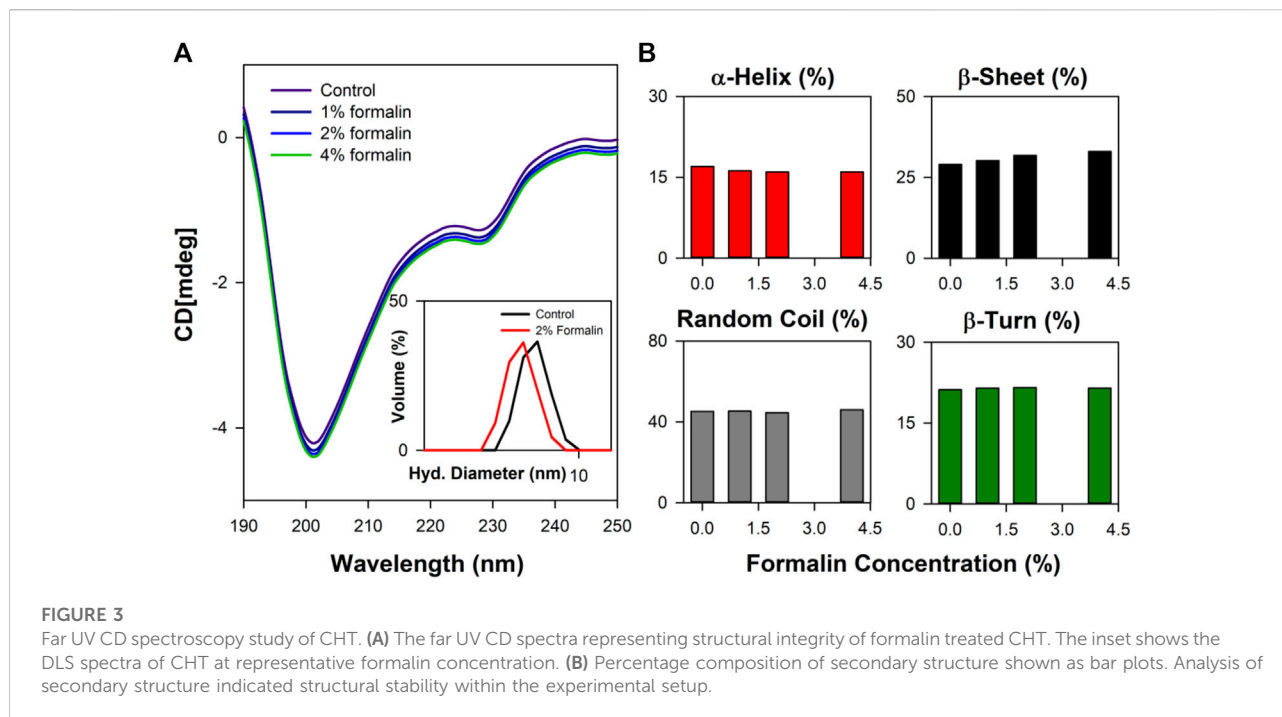 A
Control
1% formalin
2% formalin
4% formalin
0
-2
-4
CD[mdeg]
190 200 210 220 230 240 250
Wavelength (nm)
50
Control
2% Formalin
Volume (%)
0
Hyd. Diameter (nm) 10
B
α-Helix (%)
30
15
0
0.0 1.5 3.0 4.5
β-Sheet (%)
50
25
0
0.0 1.5 3.0 4.5
Random Coil (%)
80
40
0
0.0 1.5 3.0 4.5
β-Turn (%)
30
15
0
0.0 1.5 3.0 4.5
Formalin Concentration (%)
FIGURE 3
Far UV CD spectroscopy study of CHT. (A) The far UV CD spectra representing structural integrity of formalin treated CHT. The inset shows the
DLS spectra of CHT at representative formalin concentration. (B) Percentage composition of secondary structure shown as bar plots. Analysis of
secondary structure indicated structural stability within the experimental setup.